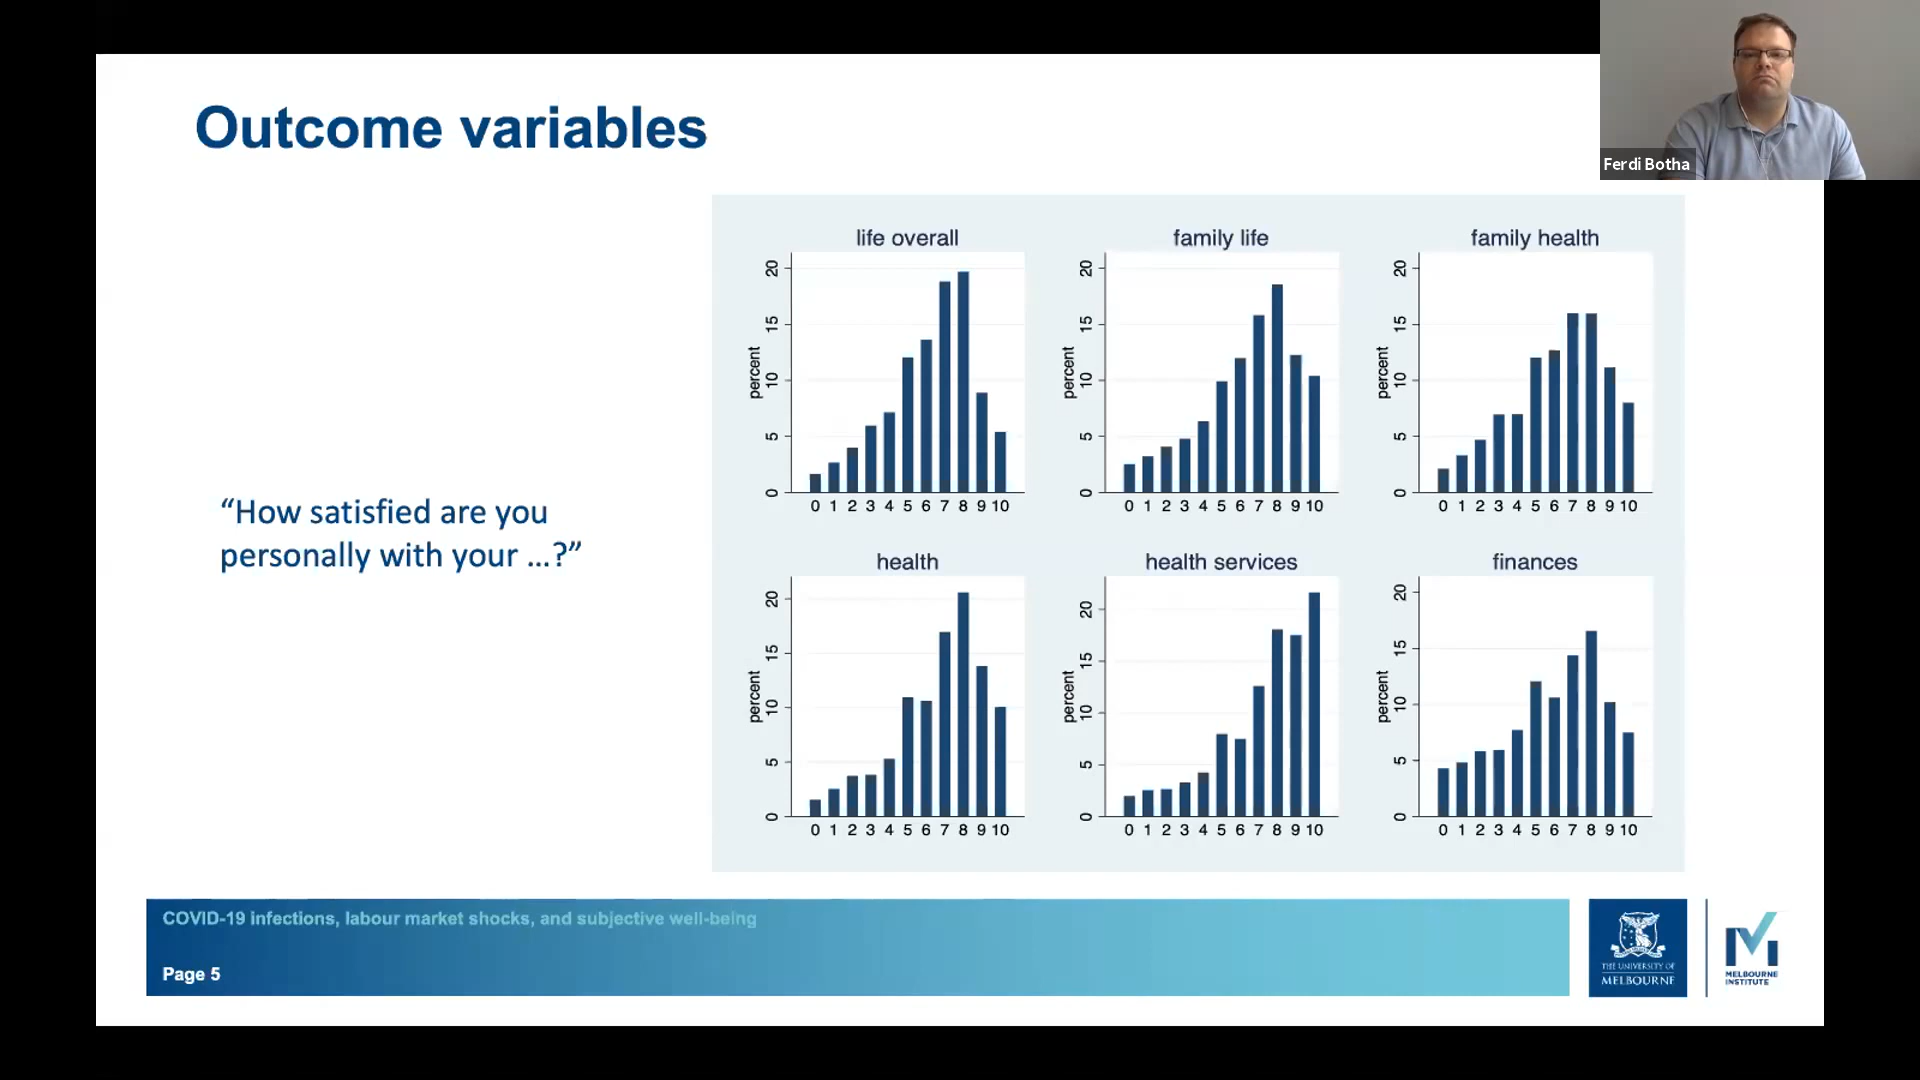 Ferdi Botha
Outcome variables
“How satisfied are you
personally with your ...?”
life overall
percent
0 5 10 15 20
0 1 2 3 4 5 6 7 8 9 10
family life
percent
0 5 10 15 20
0 1 2 3 4 5 6 7 8 9 10
family health
percent
0 5 10 15 20
0 1 2 3 4 5 6 7 8 9 10
health
percent
0 5 10 15 20
0 1 2 3 4 5 6 7 8 9 10
health services
percent
0 5 10 15 20
0 1 2 3 4 5 6 7 8 9 10
finances
percent
0 5 10 15 20
0 1 2 3 4 5 6 7 8 9 10
COVID-19 infections, labour market shocks, and subjective well-being
Page 5
THE UNIVERSITY OF
MELBOURNE
MELBOURNE
INSTITUTE